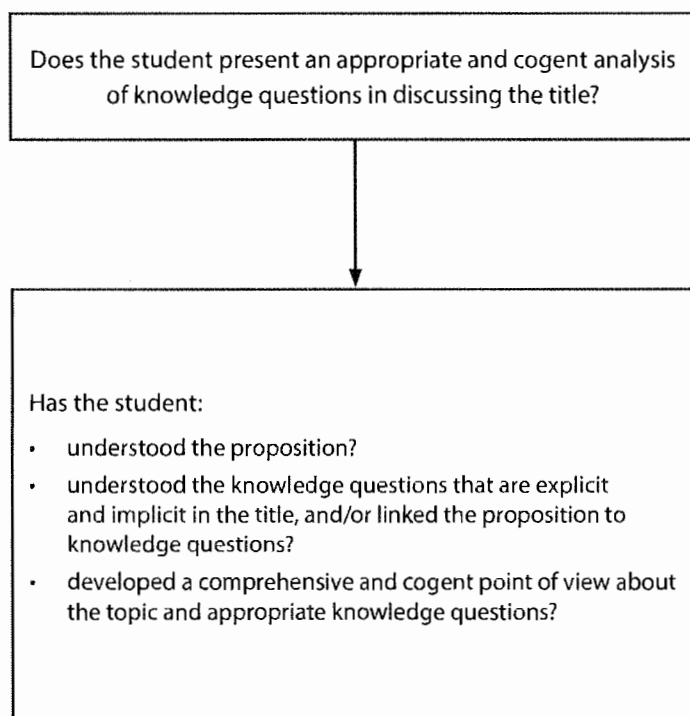 Does the student present an appropriate and cogent analysis
of knowledge questions in discussing the title?
Has the student:
• understood the proposition?
• understood the knowledge questions that are explicit
and implicit in the title, and/or linked the proposition to
knowledge questions?
• developed a comprehensive and cogent point of view about
the topic and appropriate knowledge questions?